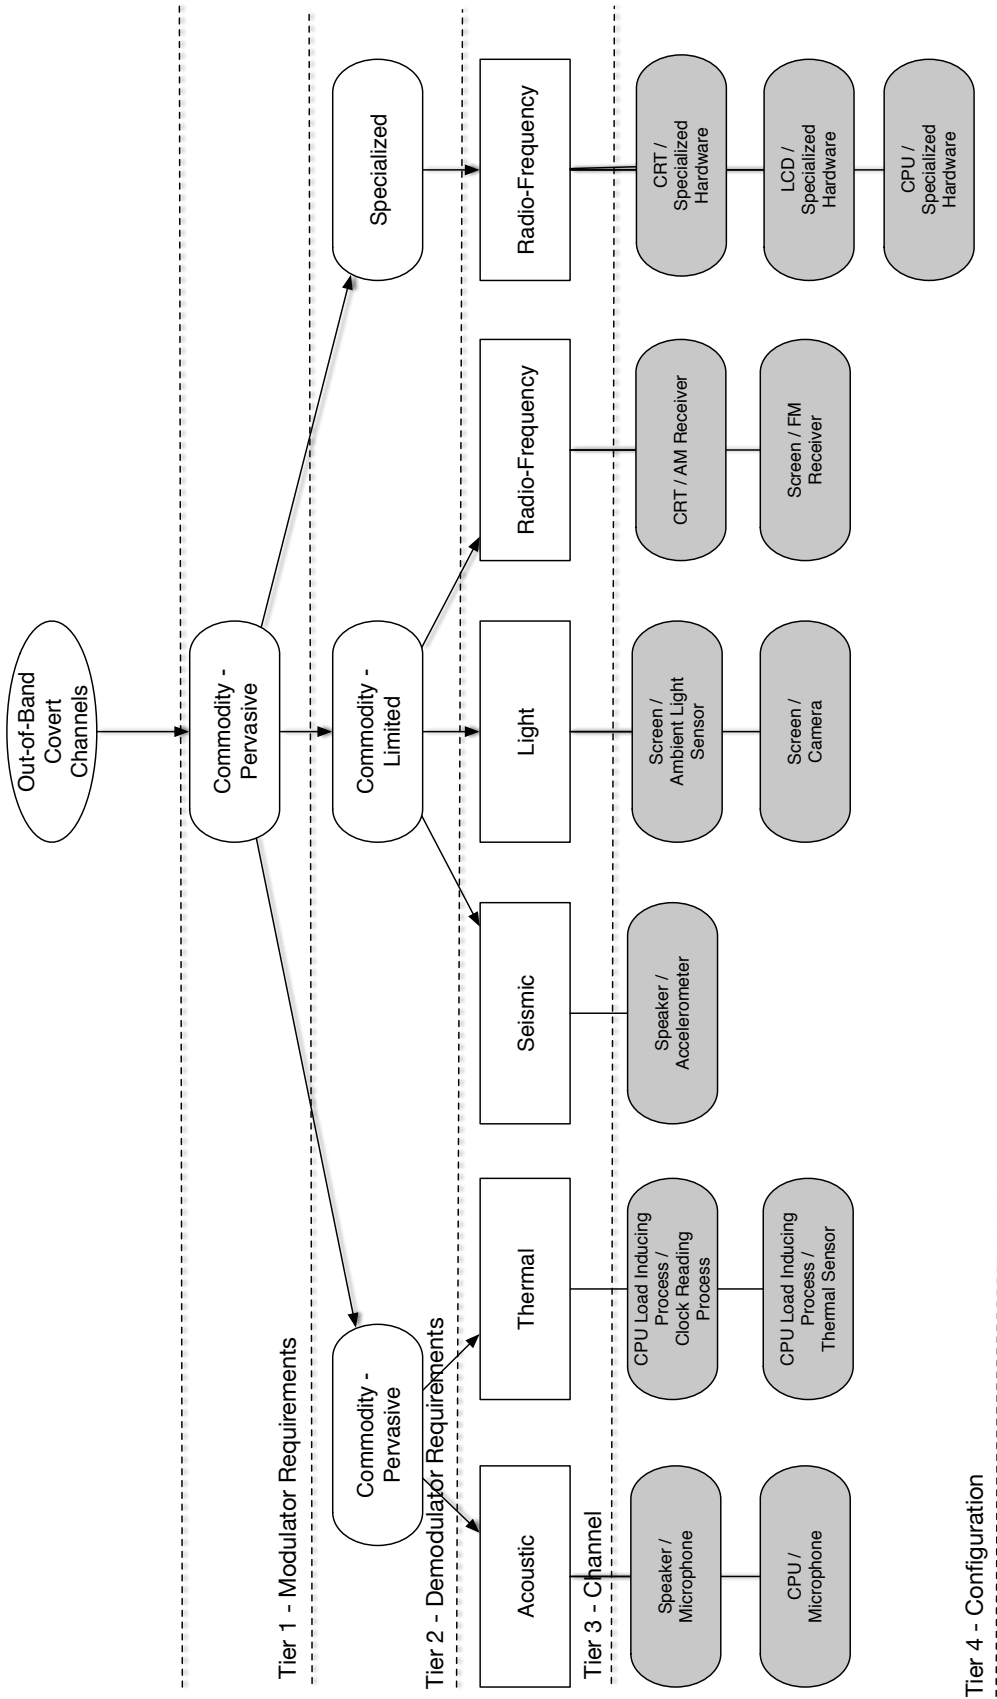 Out-of-Band
Covert
Channels
Commodity -
Pervasive
Tier 1 - Modulator Requirements
Commodity -
Pervasive
Commodity -
Limited
Specialized
Tier 2 - Demodulator Requirements
Acoustic
Thermal
Seismic
Light
Radio-Frequency
Radio-Frequency
Tier 3 - Channel
Speaker /
Microphone
CPU /
Microphone
CPU Load Inducing
Process /
Clock Reading
Process
CPU Load Inducing
Process /
Thermal Sensor
Speaker /
Accelerometer
Screen /
Ambient Light
Sensor
Screen /
Camera
CRT / AM Receiver
Screen / FM
Receiver
CRT /
Specialized
Hardware
LCD /
Specialized
Hardware
CPU /
Specialized
Hardware
Tier 4 - Configuration